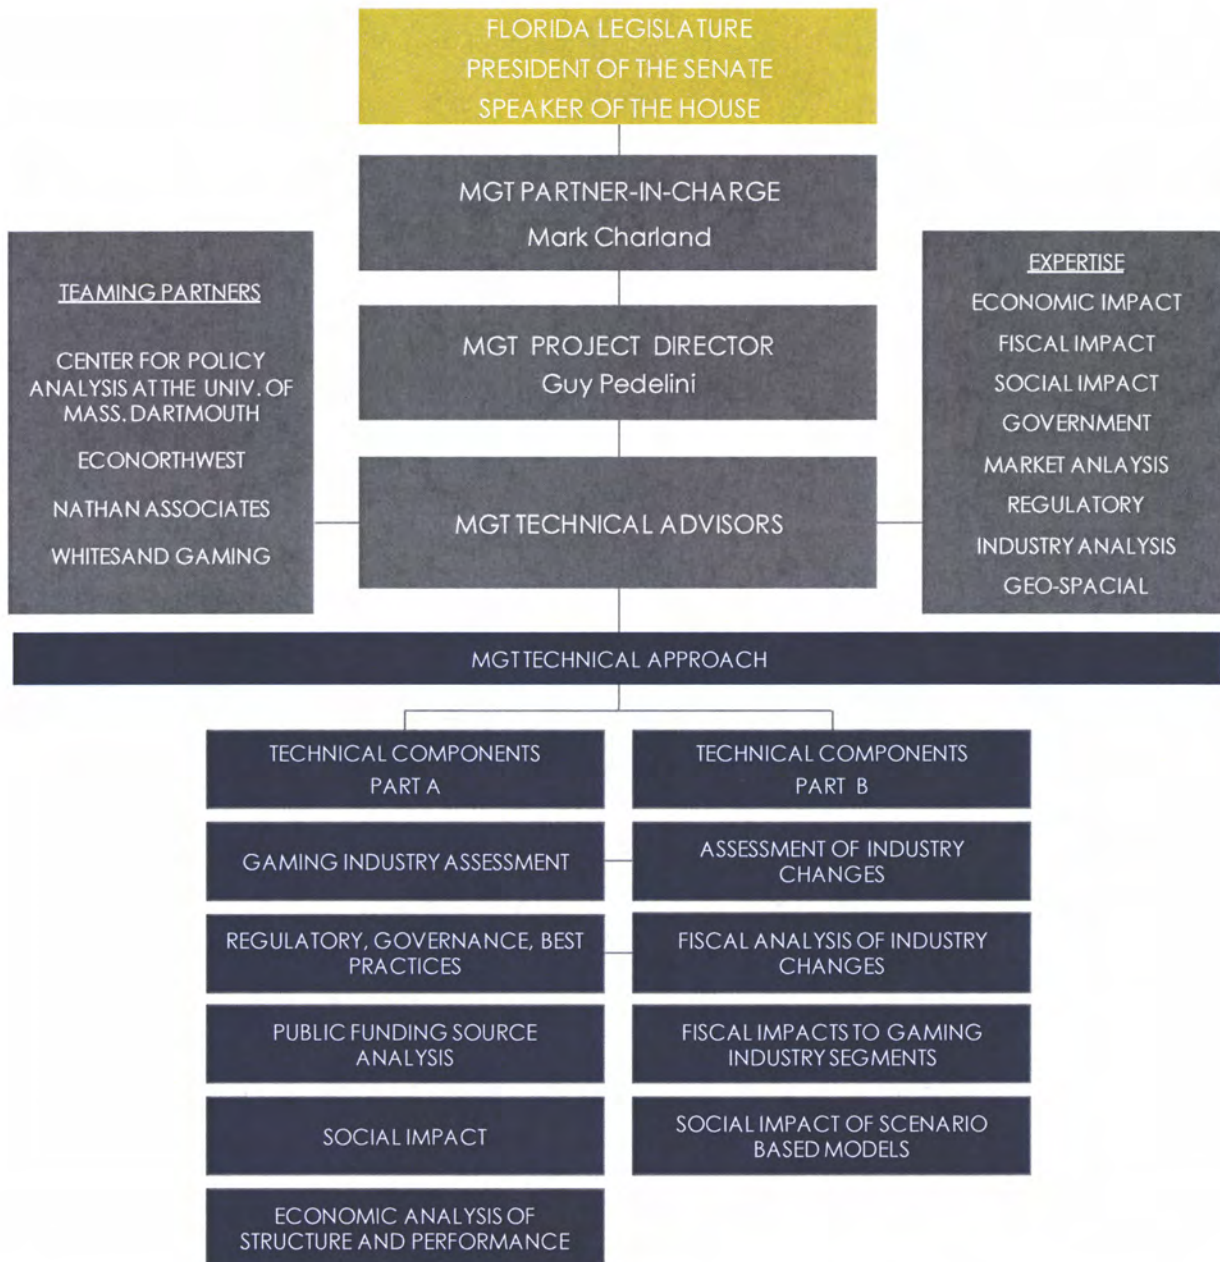 FLORIDA LEGISLATURE
PRESIDENT OF THE SENATE
SPEAKER OF THE HOUSE
MGT PARTNER-IN-CHARGE
Mark Charland
TEAMING PARTNERS
CENTER FOR POLICY
ANALYSIS AT THE UNIV. OF
MASS. DARTMOUTH
ECONORTHWEST
NATHAN ASSOCIATES
WHITESAND GAMING
MGT PROJECT DIRECTOR
Guy Pedelini
MGT TECHNICAL ADVISORS
EXPERTISE
ECONOMIC IMPACT
FISCAL IMPACT
SOCIAL IMPACT
GOVERNMENT
MARKET ANLAYSIS
REGULATORY
INDUSTRY ANALYSIS
GEO-SPACIAL
MGT TECHNICAL APPROACH
TECHNICAL COMPONENTS
PART A
GAMING INDUSTRY ASSESSMENT
REGULATORY, GOVERNANCE, BEST
PRACTICES
PUBLIC FUNDING SOURCE
ANALYSIS
SOCIAL IMPACT
ECONOMIC ANALYSIS OF
STRUCTURE AND PERFORMANCE
TECHNICAL COMPONENTS
PART B
ASSESSMENT OF INDUSTRY
CHANGES
FISCAL ANALYSIS OF INDUSTRY
CHANGES
FISCAL IMPACTS TO GAMING
INDUSTRY SEGMENTS
SOCIAL IMPACT OF SCENARIO
BASED MODELS